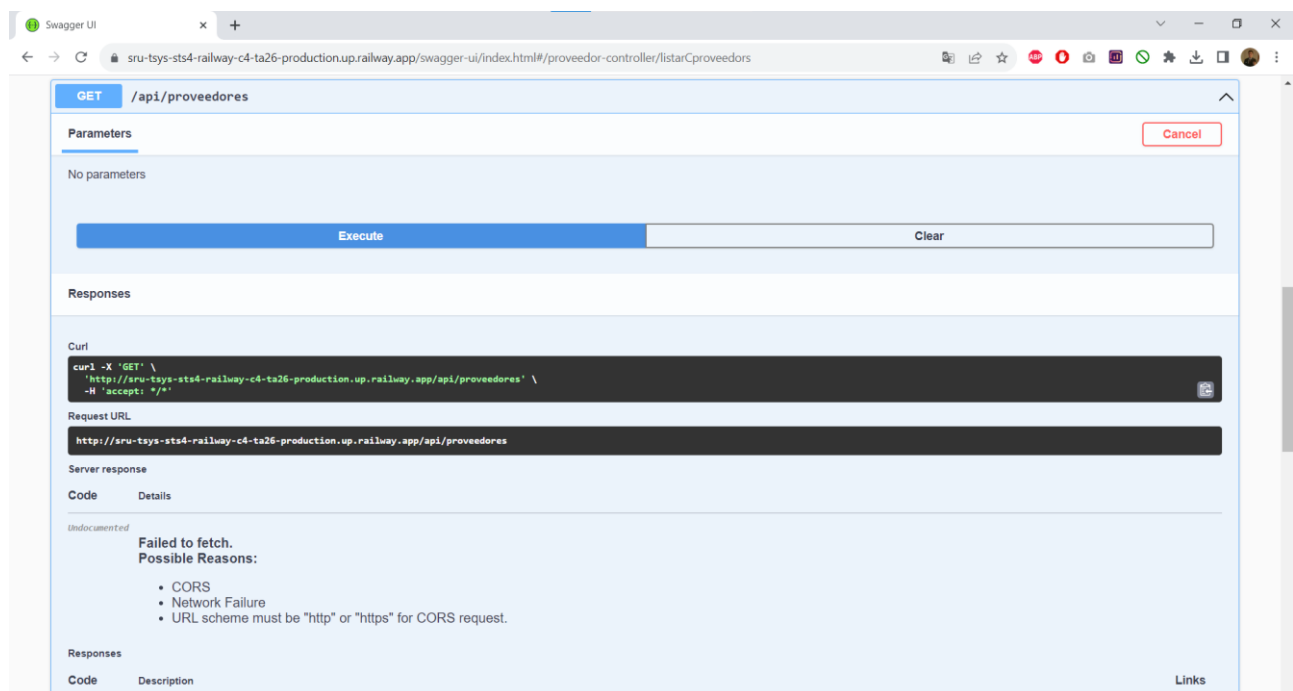 Swagger UI
sru-tsys-sts4-railway-c4-ta26-production.up.railway.app/swagger-ui/index.html#/proveedor-controller/listarCproveedors
ABP
GET /api/proveedores
Parameters
Cancel
No parameters
Execute
Clear
Responses
Curl
curl -X 'GET' \
'http://sru-tsys-sts4-railway-c4-ta26-production.up.railway.app/api/proveedores' \
-H 'accept: */*'
Request URL
http://sru-tsys-sts4-railway-c4-ta26-production.up.railway.app/api/proveedores
Server response
Code Details
Undocumented
Failed to fetch.
Possible Reasons:
• CORS
• Network Failure
• URL scheme must be "http" or "https" for CORS request.
Responses
Code Description Links